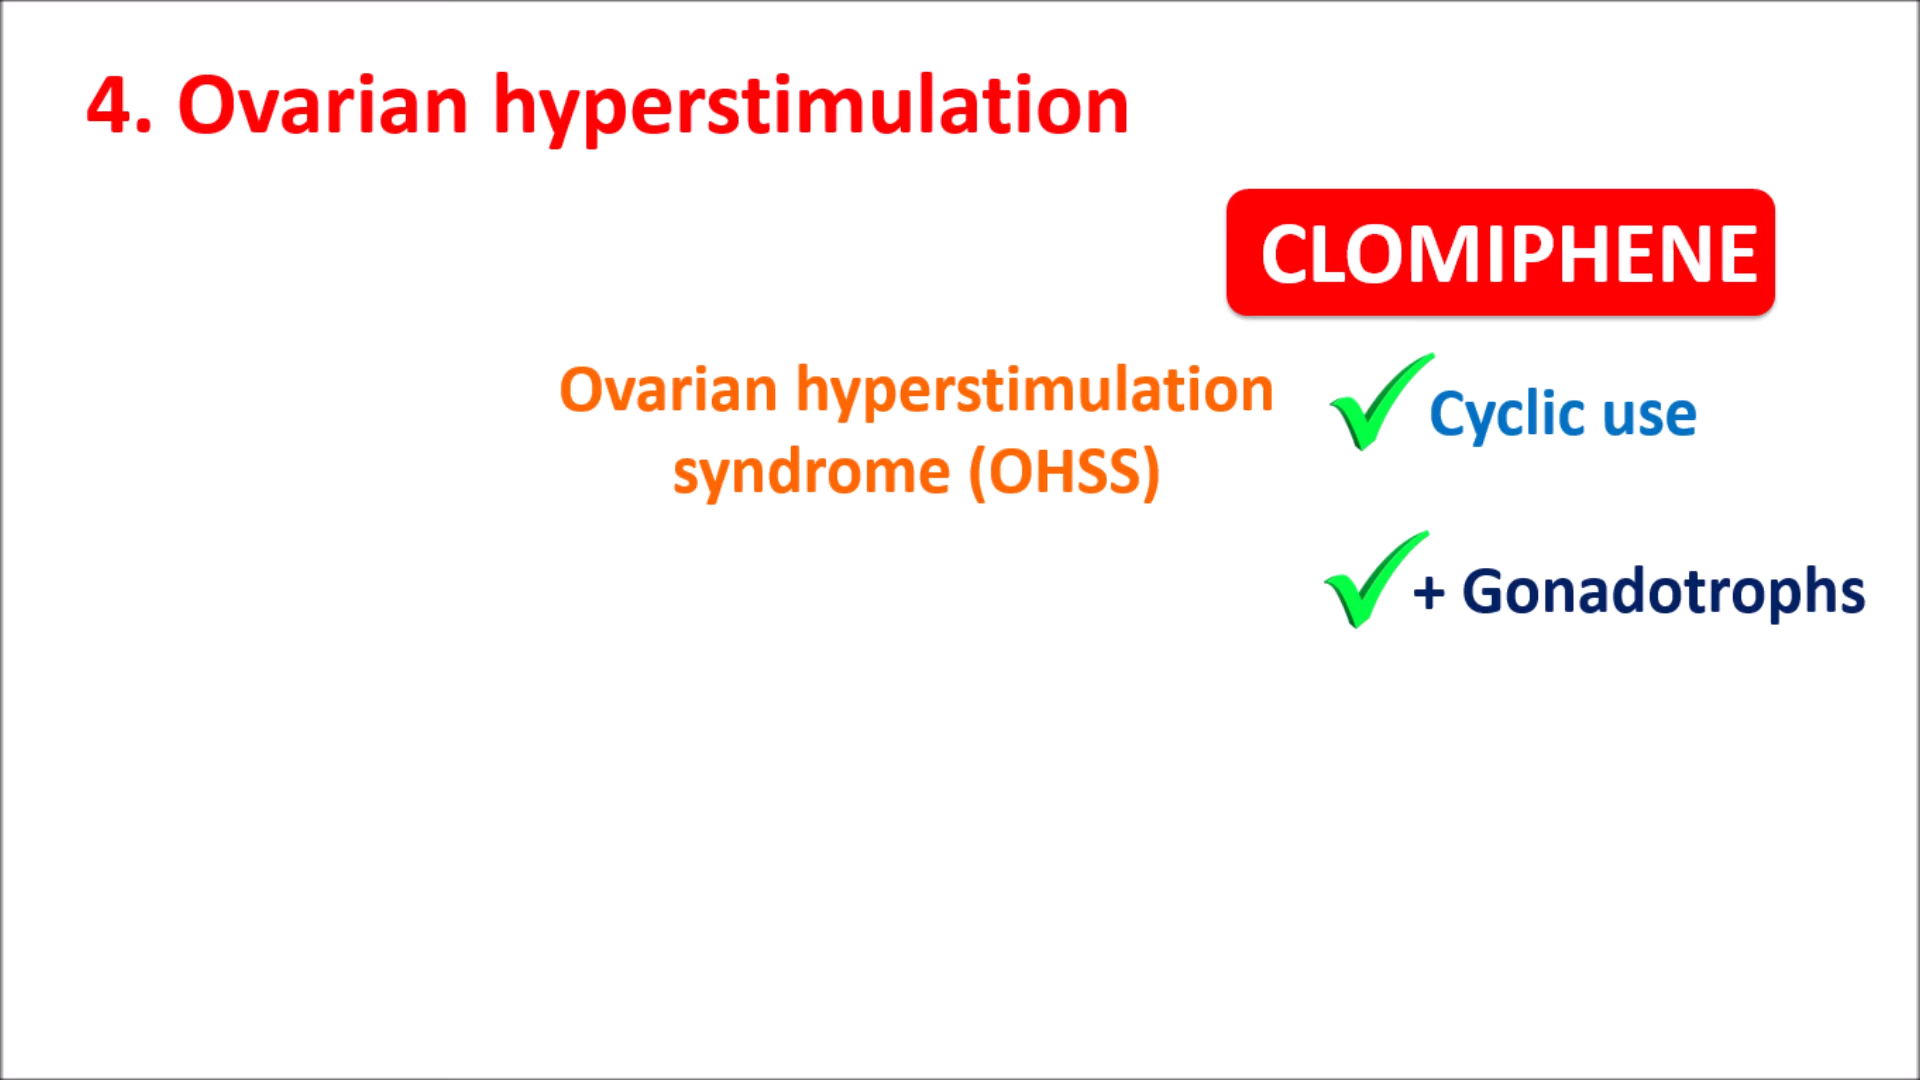 4. Ovarian hyperstimulation
CLOMIPHENE
Ovarian hyperstimulation
syndrome (OHSS)
Cyclic use
+ Gonadotrophs